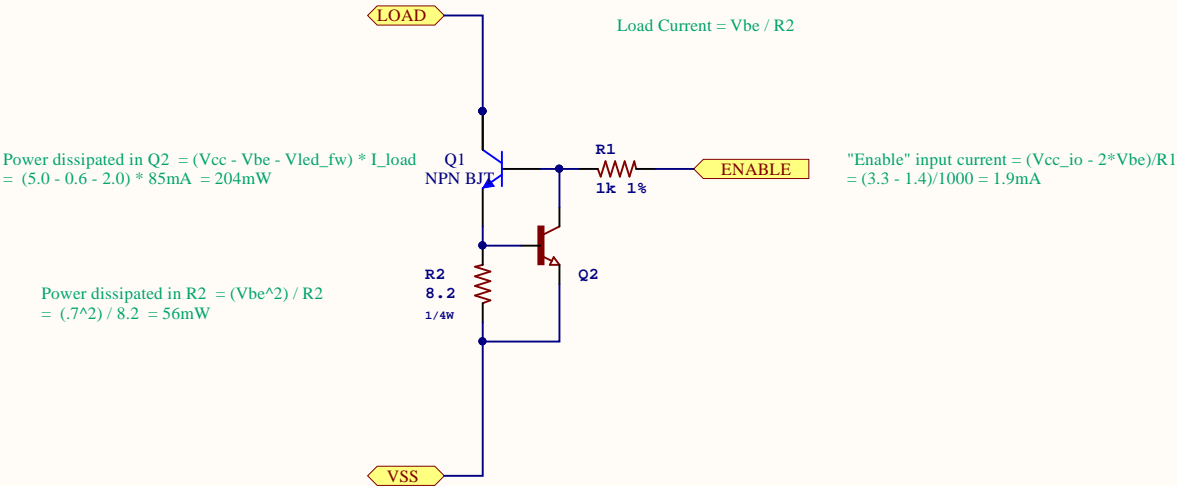 LOAD
Load Current = Vbe / R2
Power dissipated in Q2  = (Vcc - Vbe - Vled_fw) * I_load
=  (5.0 - 0.6 - 2.0) * 85mA  = 204mW
Q1
NPN BJT
R1
1k 1%
ENABLE
"Enable" input current = (Vcc_io - 2*Vbe)/R1
= (3.3 - 1.4)/1000 = 1.9mA
R2
8.2
1/4W
Q2
Power dissipated in R2  = (Vbe^2) / R2
=  (.7^2) / 8.2  = 56mW
VSS